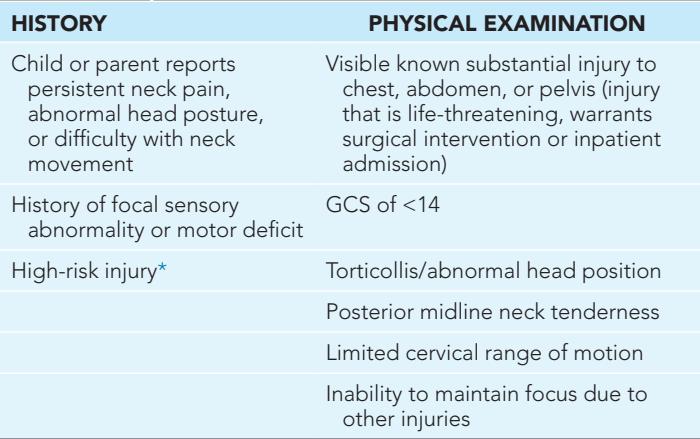 HISTORY
PHYSICAL EXAMINATION
Child or parent reports
persistent neck pain,
abnormal head posture,
or difficulty with neck
movement
Visible known substantial injury to
chest, abdomen, or pelvis (injury
that is life-threatening, warrants
surgical intervention or inpatient
admission)
History of focal sensory
abnormality or motor deficit
GCS of <14
High-risk injury*
Torticollis/abnormal head position
Posterior midline neck tenderness
Limited cervical range of motion
Inability to maintain focus due to
other injuries